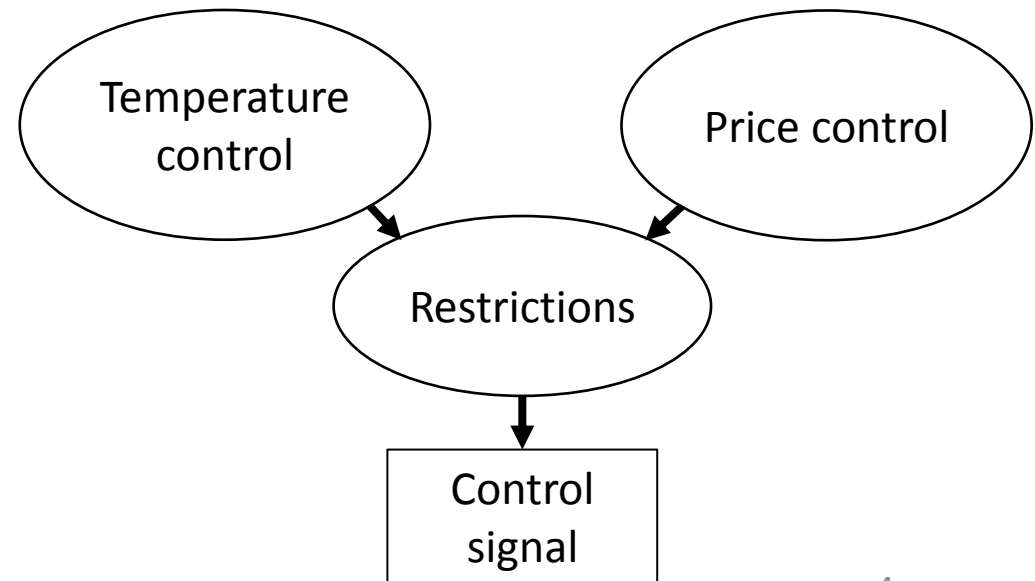 Temperature
control
Price control
Restrictions
Control
signal